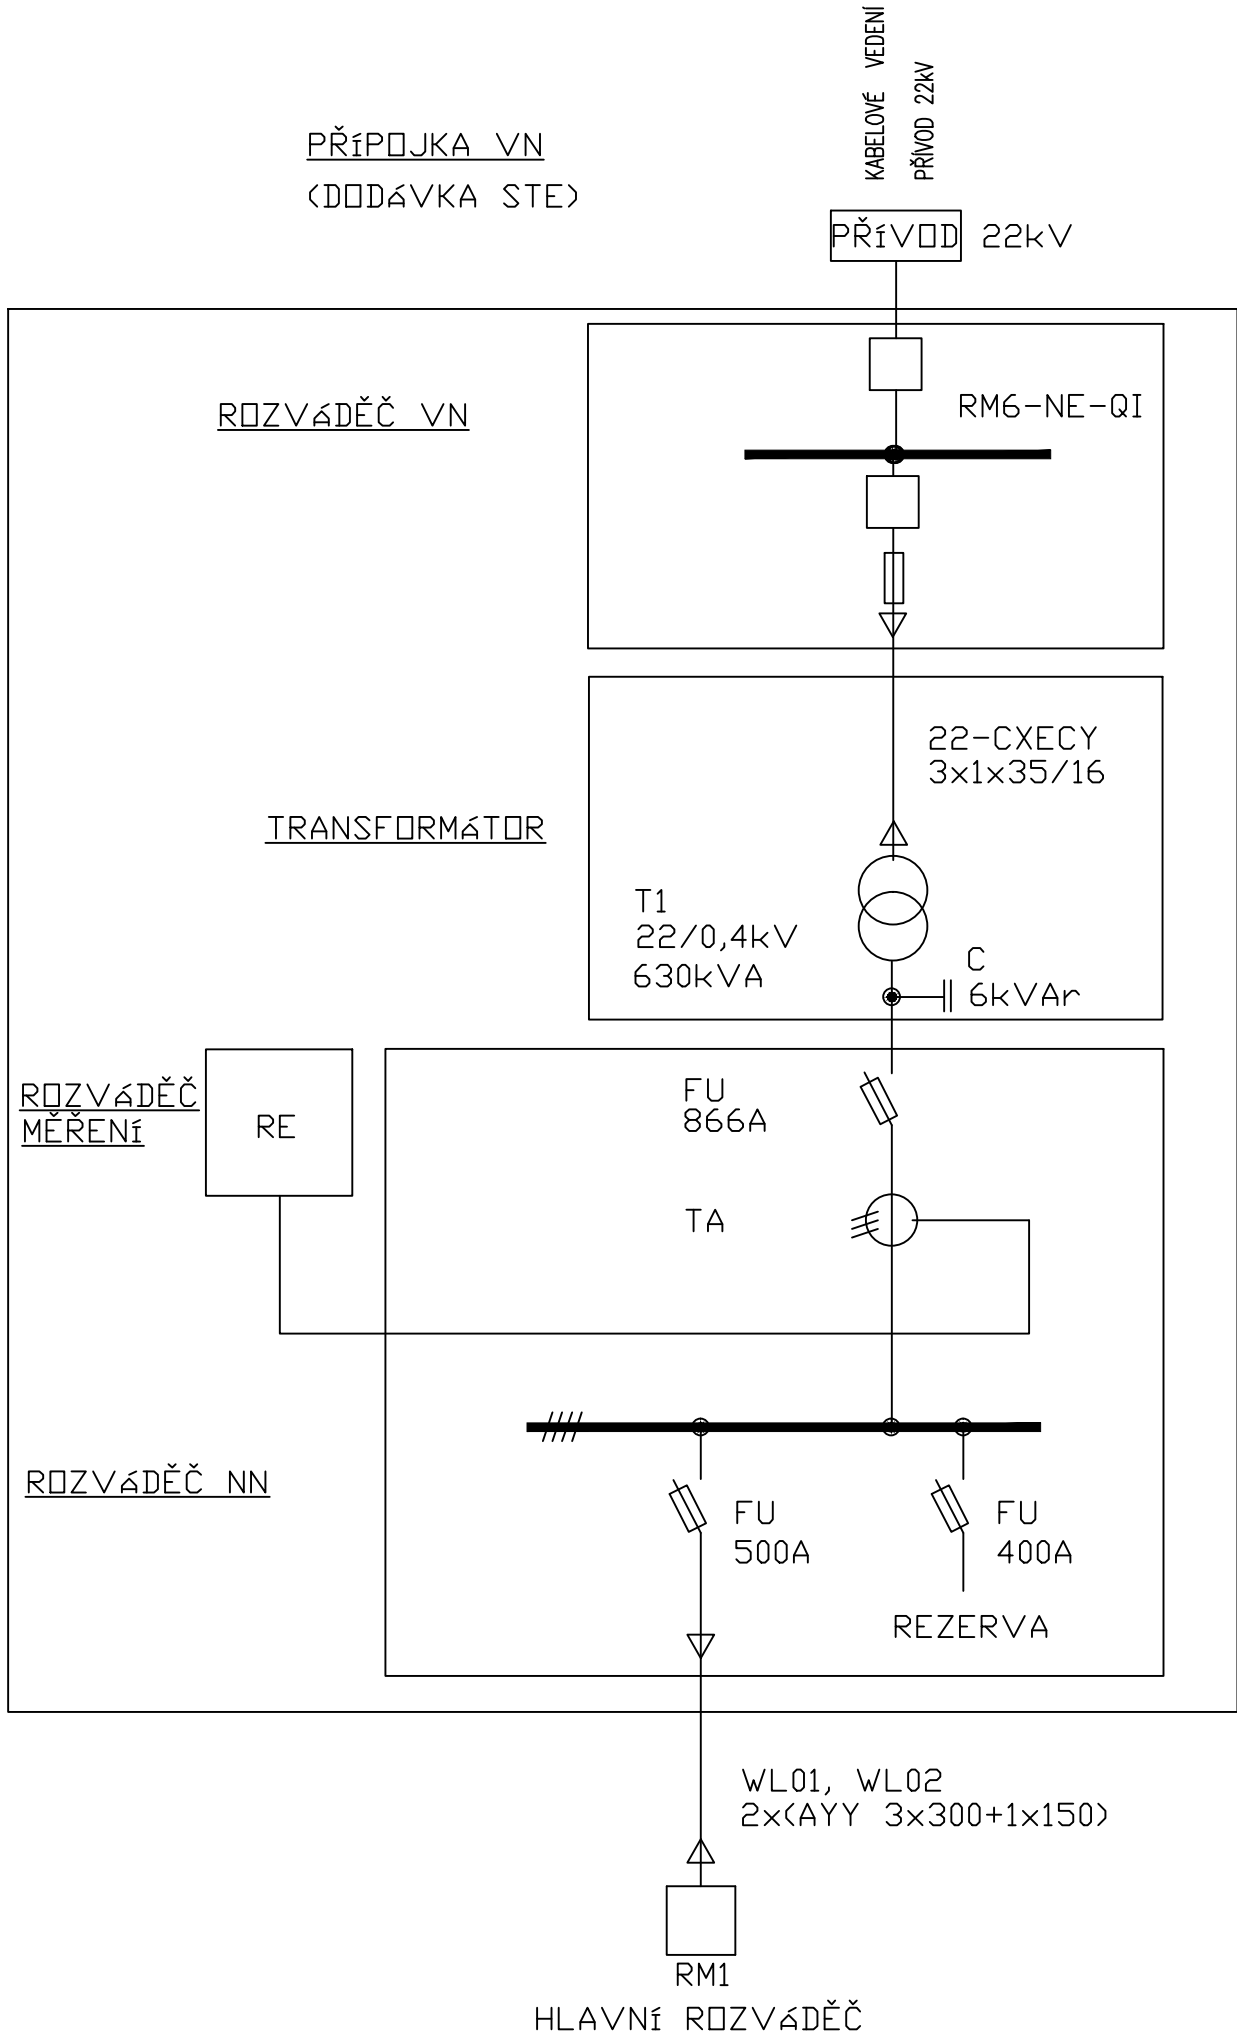 KABELOVÉ VEDENÍ
PŘÍVOD 22kV
PŘíPOJKA VN
(DODáVKA STE)
PŘíVOD 22kV
ROZVáDĚČ VN
RM6-NE-QI
22-CXECY
3x1x35/16
TRANSFORMáTOR
T1
22/0,4kV
630kVA
C
6kVAr
ROZVáDĚČ
MĚŘENí
RE
FU
866A
TA
ROZVáDĚČ NN
FU
500A
FU
400A
REZERVA
WL01, WL02
2x(AYY 3x300+1x150)
RM1
HLAVNí ROZVáDĚČ